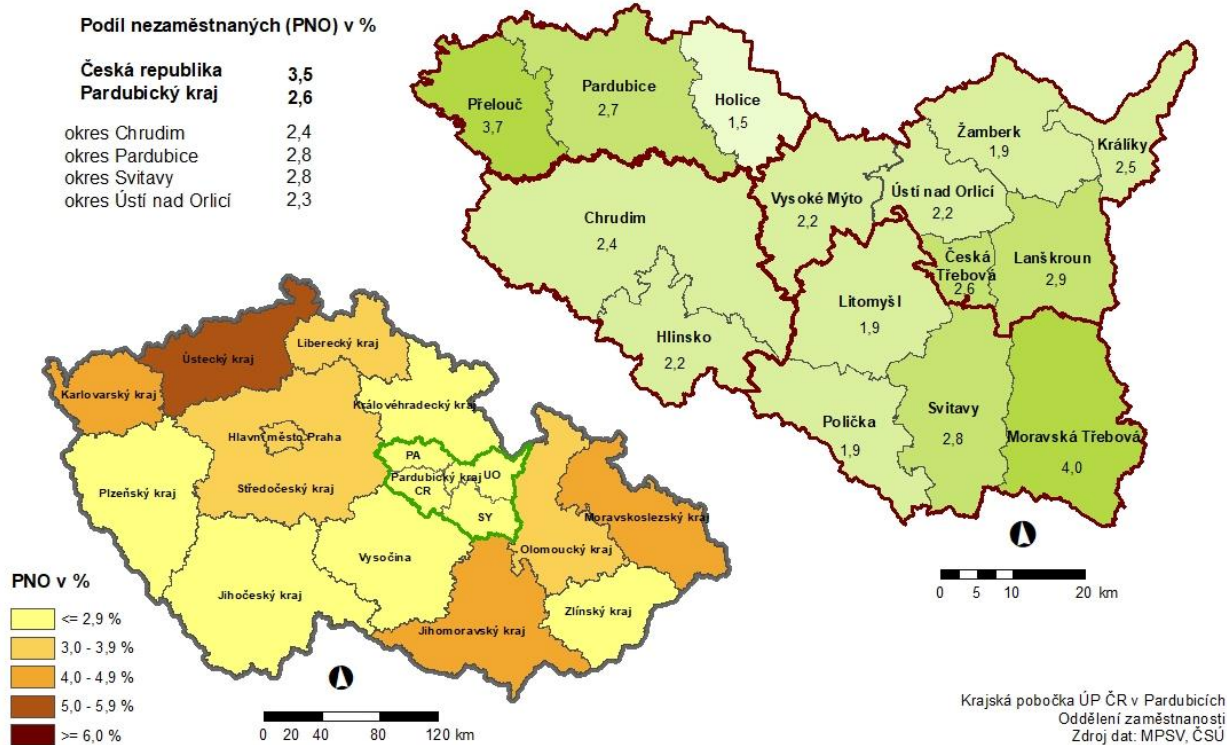 Podíl nezaměstnaných (PNO) v %
Česká republika 3,5
Pardubický kraj 2,6
okres Chrudim 2,4
okres Pardubice 2,8
okres Svitavy 2,8
okres Ústí nad Orlicí 2,3
Přelouč
3,7
Pardubice
2,7
Holice
1,5
Žamberk
1,9
Králíky
2,5
Vysoké Mýto
2,2
Ústí nad Orlicí
2,2
Chrudim
2,4
Česká
Třebová
2,6
Lanškroun
2,9
Litomyšl
1,9
Hlinsko
2,2
Polička
1,9
Svitavy
2,8
Moravská Třebová
4,0
0 5 10 20 km
Ústecký kraj
Liberecký kraj
Karlovarský kraj
Královéhradecký kraj
Hlavní město Praha
PA
UO
Pardubický kraj
CR
SY
Plzeňský kraj
Středočeský kraj
Moravskoslezský kraj
Olomoucký kraj
Vysočina
Jihočeský kraj
Zlínský kraj
Jihomoravský kraj
PNO v %
<= 2,9 %
3,0 - 3,9 %
4,0 - 4,9 %
5,0 - 5,9 %
>= 6,0 %
0 20 40 80 120 km
Krajská pobočka ÚP ČR v Pardubicích
Oddělení zaměstnanosti
Zdroj dat: MPSV, ČSÚ